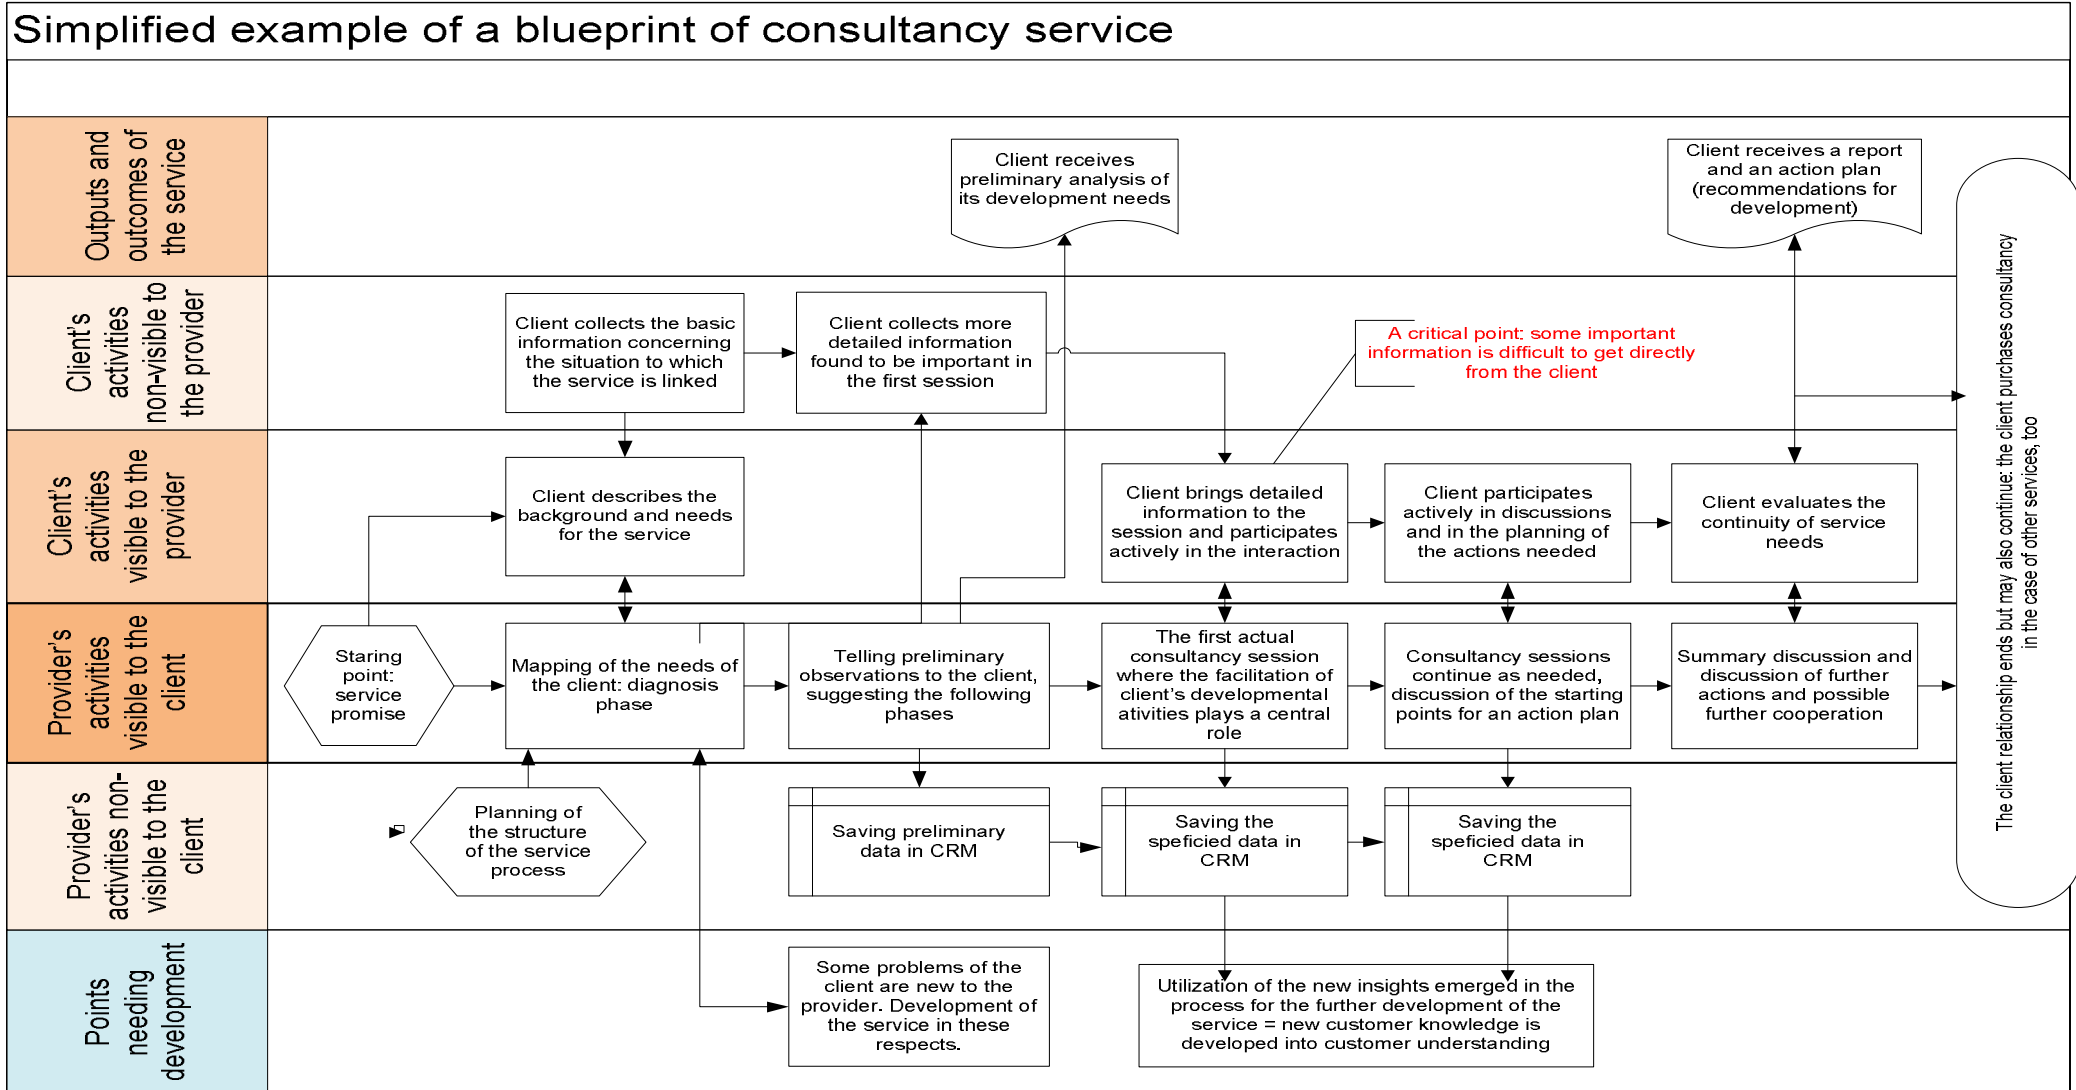 Simplified example of a blueprint of consultancy service
Outputs and
outcomes of
the service
Client receives
preliminary analysis of
its development needs
Client receives a report
and an action plan
(recommendations for
development)
Client's
activities
non-visible to
the provider
Client collects the basic
information concerning
the situation to which
the service is linked
Client collects more
detailed information
found to be important in
the first session
A critical point: some important
information is difficult to get directly
from the client
Client's
activities
visible to the
provider
Client describes the
background and needs
for the service
Client brings detailed
information to the
session and participates
actively in the interaction
Client participates
actively in discussions
and in the planning of
the actions needed
Client evaluates the
continuity of service
needs
Provider's
activities
visible to the
client
Staring
point:
service
promise
Mapping of the needs of
the client: diagnosis
phase
Telling preliminary
observations to the client,
suggesting the following
phases
The first actual
consultancy session
where the facilitation of
client's developmental
ativities plays a central
role
Consultancy sessions
continue as needed,
discussion of the starting
points for an action plan
Summary discussion and
discussion of further
actions and possible
further cooperation
Provider's
activities non-
visible to the
client
Planning of
the structure
of the service
process
Saving preliminary
data in CRM
Saving the
speficied data in
CRM
Saving the
speficied data in
CRM
Points
needing
development
Some problems of the
client are new to the
provider. Development of
the service in these
respects.
Utilization of the new insights emerged in the
process for the further development of the
service = new customer knowledge is
developed into customer understanding
The client relationship ends but may also continue: the client purchases consultancy
in the case of other services, too